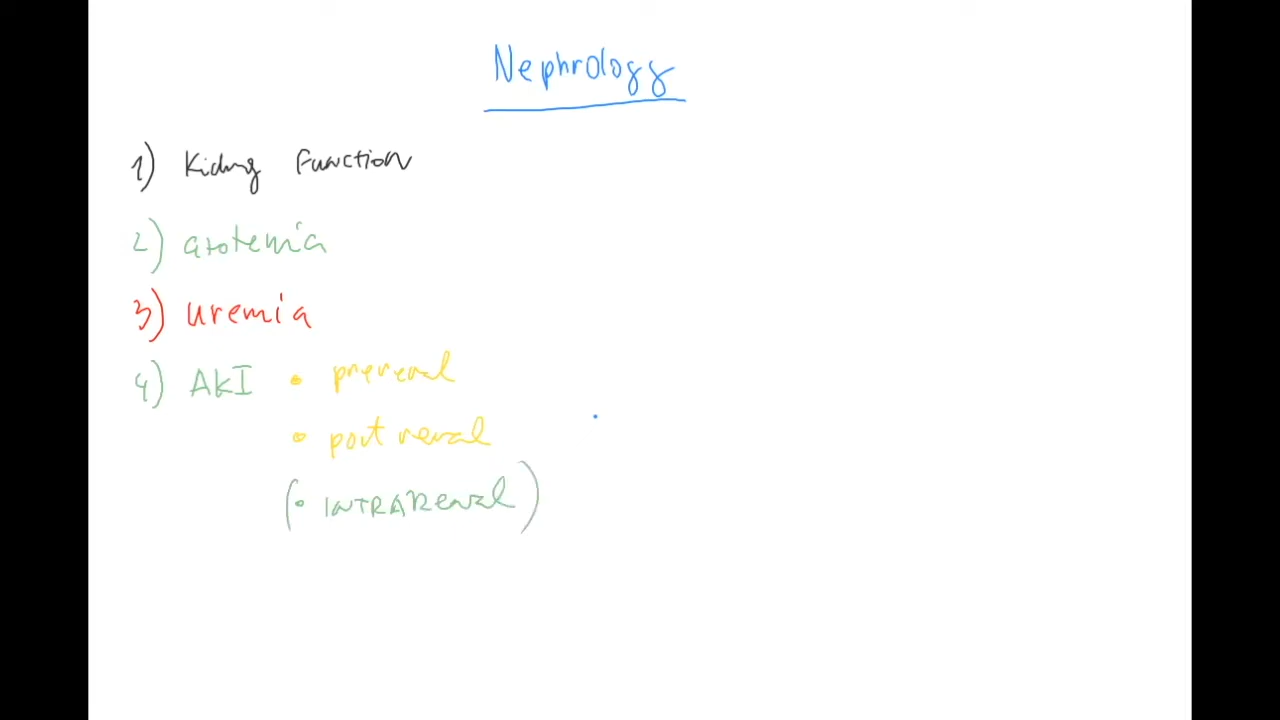 Nephrology
1) Kidney Function
2) azotemia
3) uremia
4) AKI • prerenal
• post renal
(• INTRARenal)